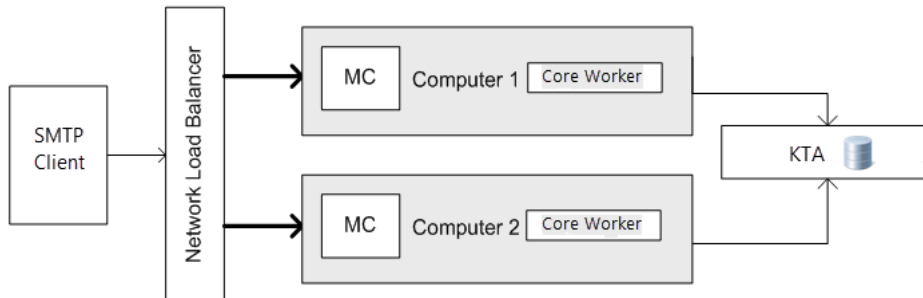 SMTP
Client
Network Load Balancer
MC
Computer 1
Core Worker
MC
Computer 2
Core Worker
KTA